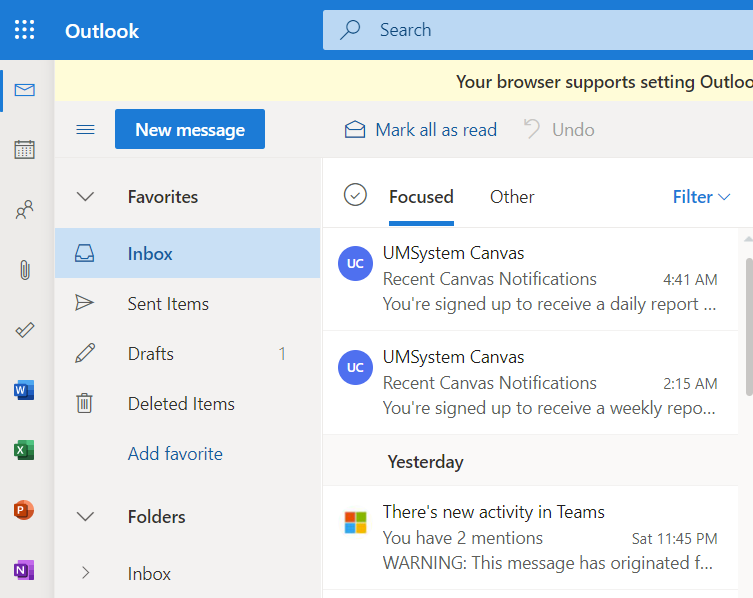 Outlook
Search
Your browser supports setting Outloo
New message
Mark all as read
Undo
Favorites
Inbox
Sent Items
Drafts 1
Deleted Items
Add favorite
Folders
Inbox
Focused
Other
Filter
UC
UMSystem Canvas
Recent Canvas Notifications 4:41 AM
You're signed up to receive a daily report ...
UC
UMSystem Canvas
Recent Canvas Notifications 2:15 AM
You're signed up to receive a weekly repo...
Yesterday
There's new activity in Teams
You have 2 mentions Sat 11:45 PM
WARNING: This message has originated f...
W
X
P
N